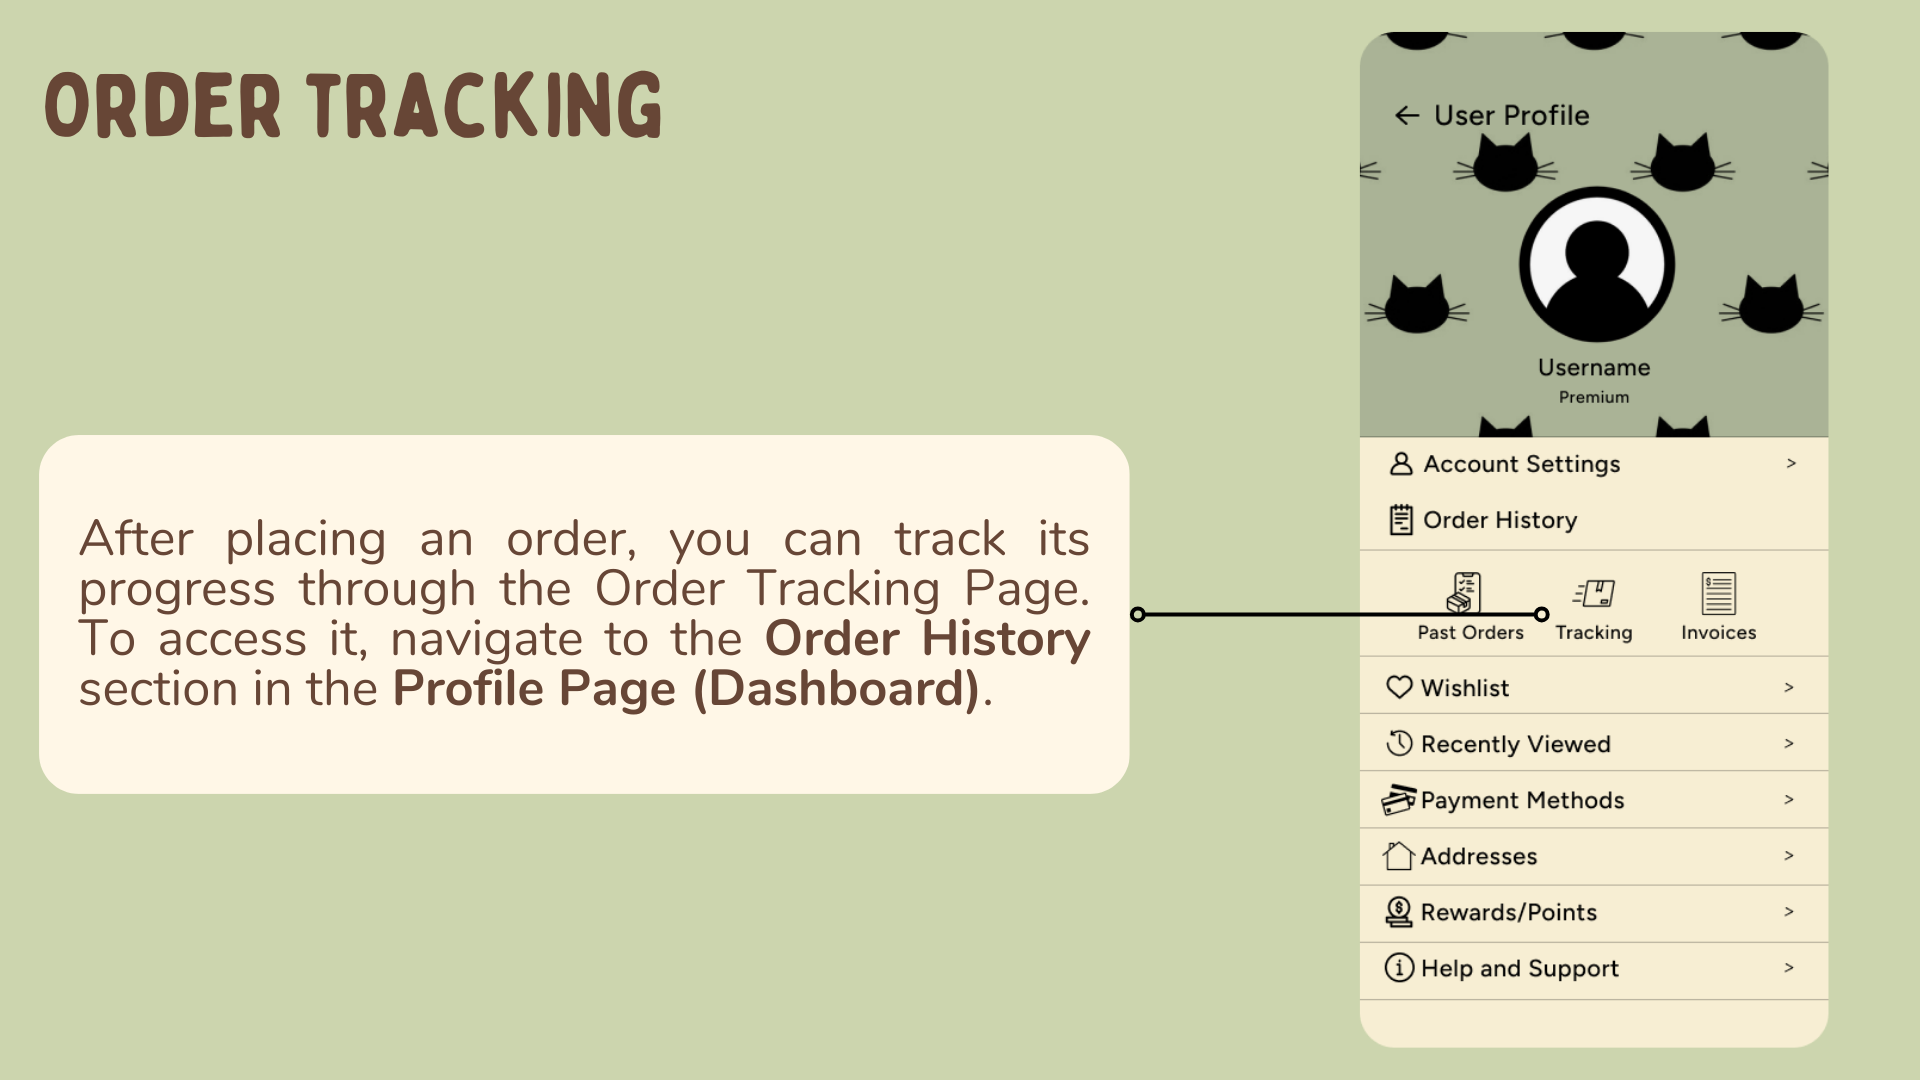 ORDER TRACKING
After placing an order, you can track its
progress through the Order Tracking Page.
To access it, navigate to the Order History
section in the Profile Page (Dashboard).
← User Profile
Username
Premium
Account Settings >
Order History
Past Orders Tracking Invoices
Wishlist >
Recently Viewed >
Payment Methods >
Addresses >
Rewards/Points >
Help and Support >